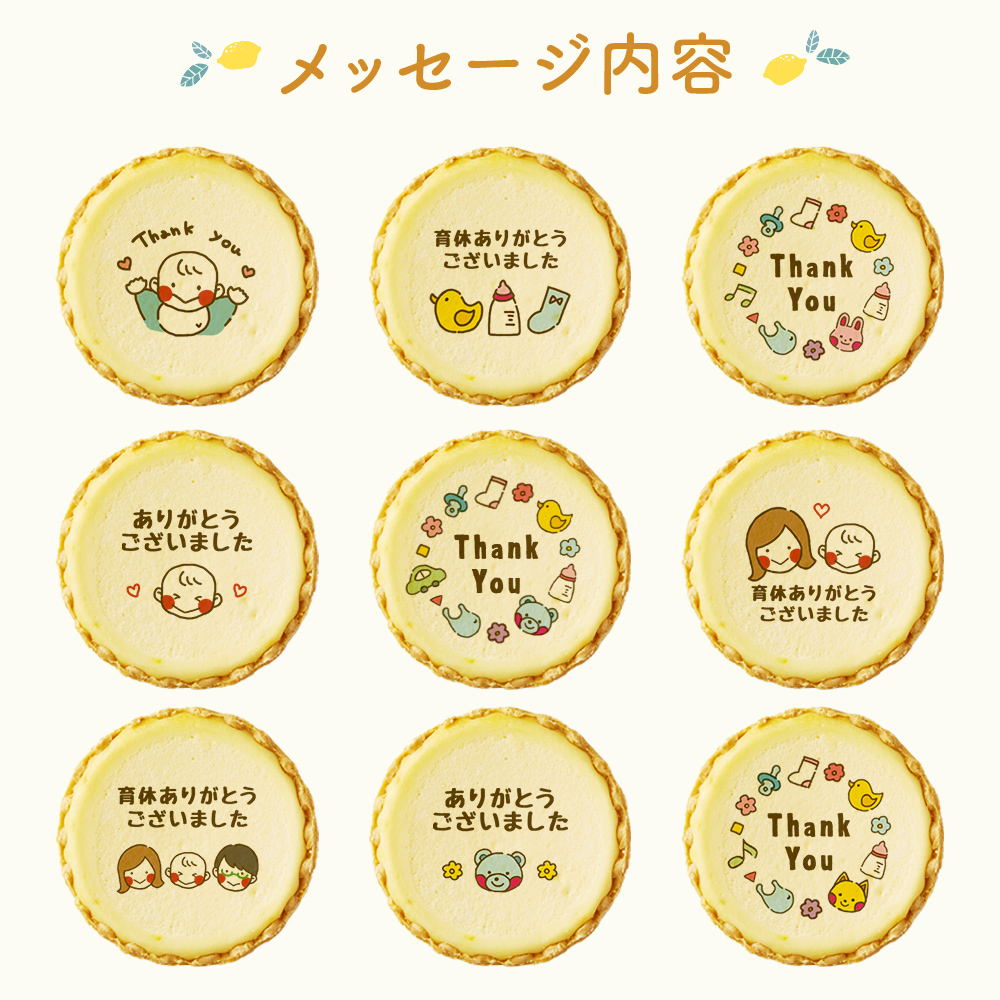 メッセージ内容
Thank you
育休ありがとう
ございました
Thank
You
ありがとう
ございました
Thank
You
育休ありがとう
ございました
育休ありがとう
ございました
ありがとう
ございました
Thank
You